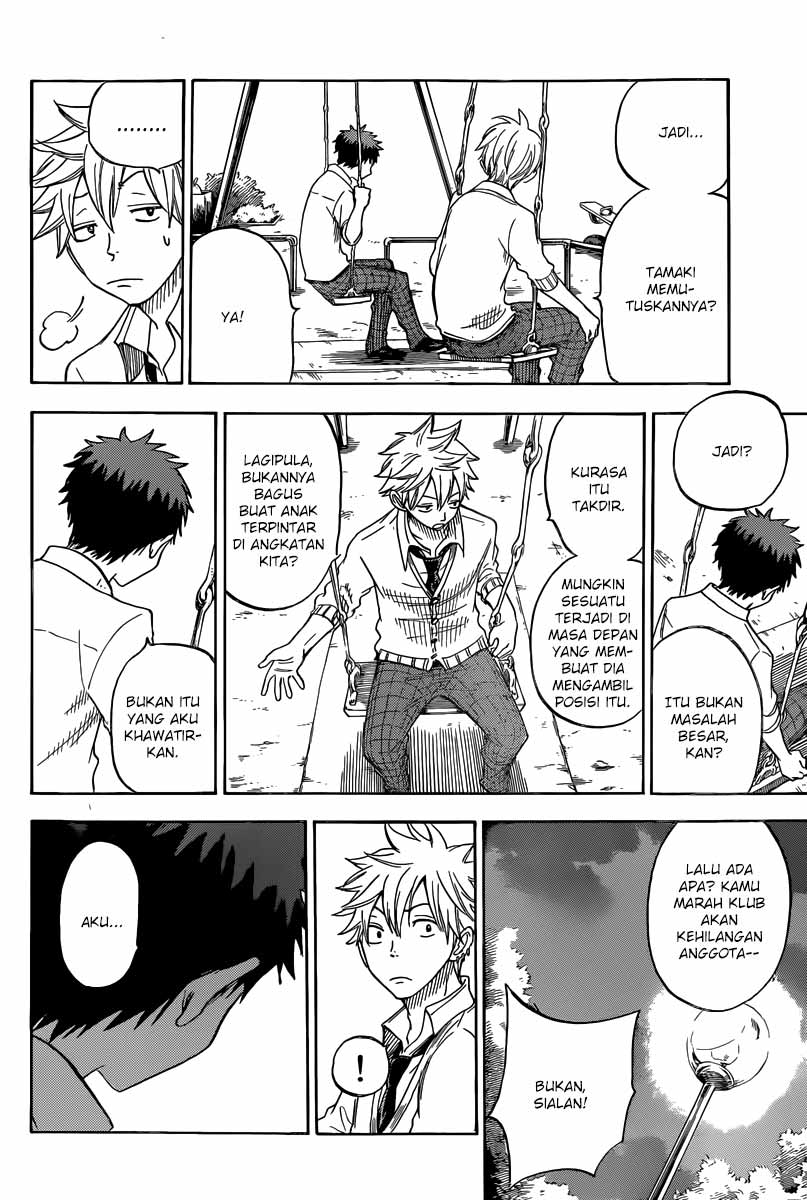 JADI...
TAMAKI
MEMU-
TUSKANNYA?
YA!
.........
JADI?
ITU BUKAN
MASALAH
BESAR,
KAN?
KURASA
ITU
TAKDIR.
MUNGKIN
SESUATU
TERJADI DI
MASA DEPAN
YANG MEM-
BUAT DIA
MENGAMBIL
POSISI ITU.
LAGIPULA,
BUKANNYA
BAGUS
BUAT ANAK
TERPINTAR
DI ANGKATAN
KITA?
BUKAN ITU
YANG AKU
KHAWATIR-
KAN.
LALU ADA
APA? KAMU
MARAH KLUB
AKAN
KEHILANGAN
ANGGOTA--
BUKAN,
SIALAN!
!
AKU...